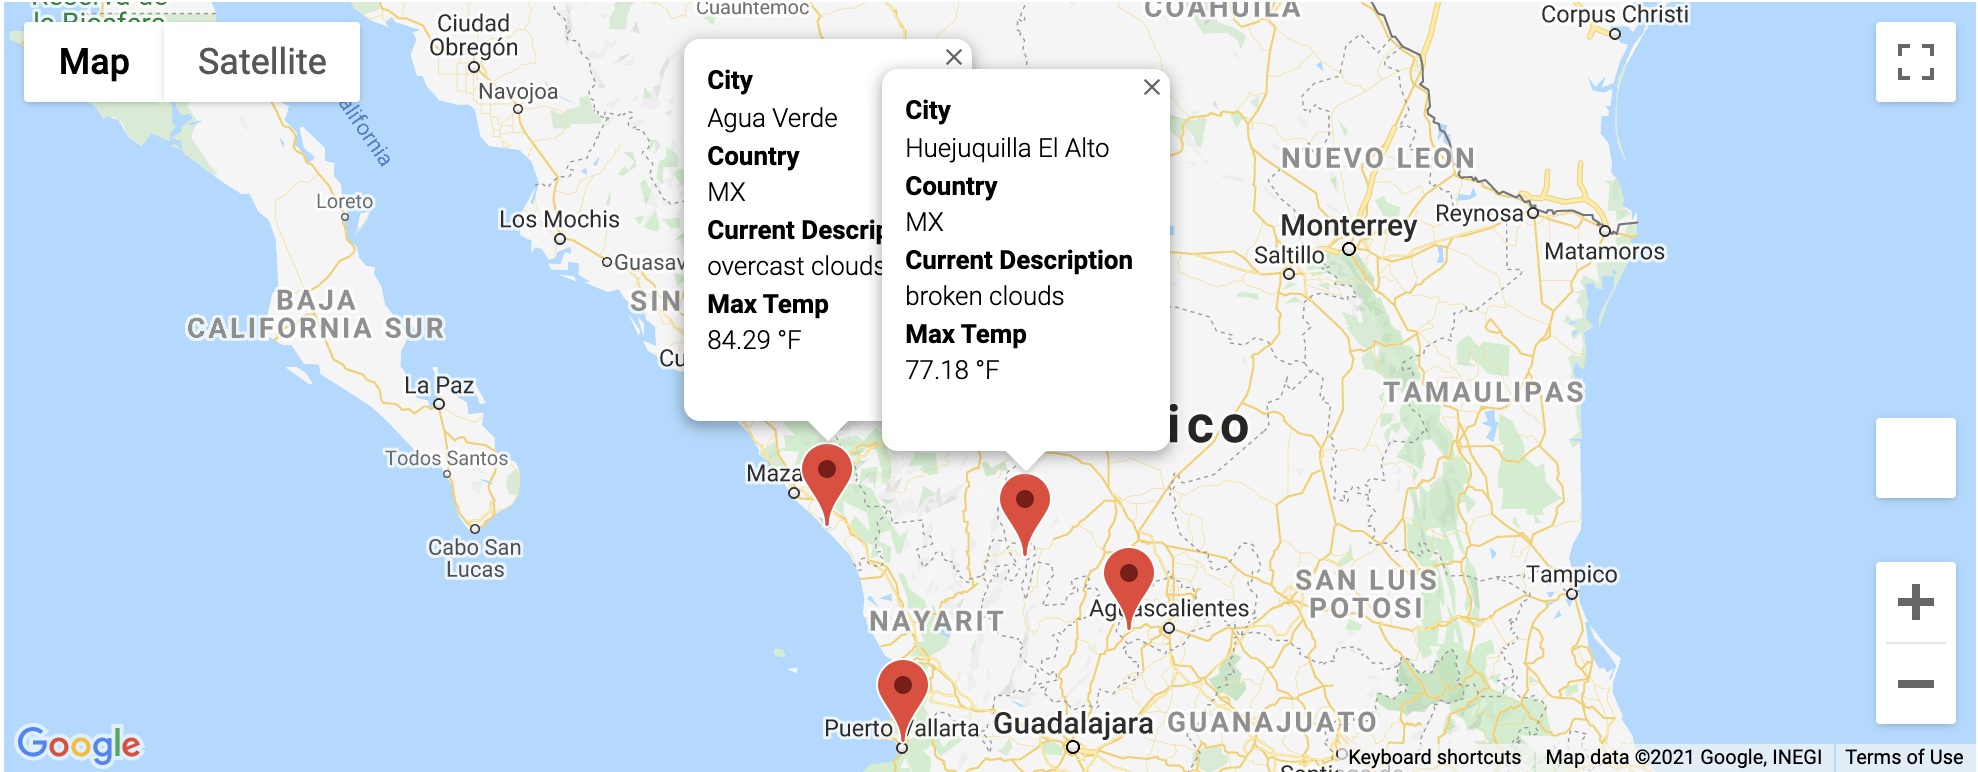 Reserva de
la Biosfera
Map
Satellite
Ciudad
Obregón
Navojoa
California
Cuauhtemoc
COAHUILA
Corpus Christi
City
Agua Verde
Country
MX
Current Descrip
overcast clouds
Max Temp
84.29 °F
City
Huejuquilla El Alto
Country
MX
Current Description
broken clouds
Max Temp
77.18 °F
NUEVO LEON
Loreto
Los Mochis
Guasav
SIN
Cu
Monterrey
Reynosa
Saltillo
Matamoros
BAJA
CALIFORNIA SUR
La Paz
TAMAULIPAS
ico
Todos Santos
Maza
Cabo San
Lucas
Tampico
SAN LUIS
POTOSI
Aguascalientes
NAYARIT
Puerto Vallarta
Guadalajara
GUANAJUATO
Google
Keyboard shortcuts
Map data ©2021 Google, INEGI
Terms of Use